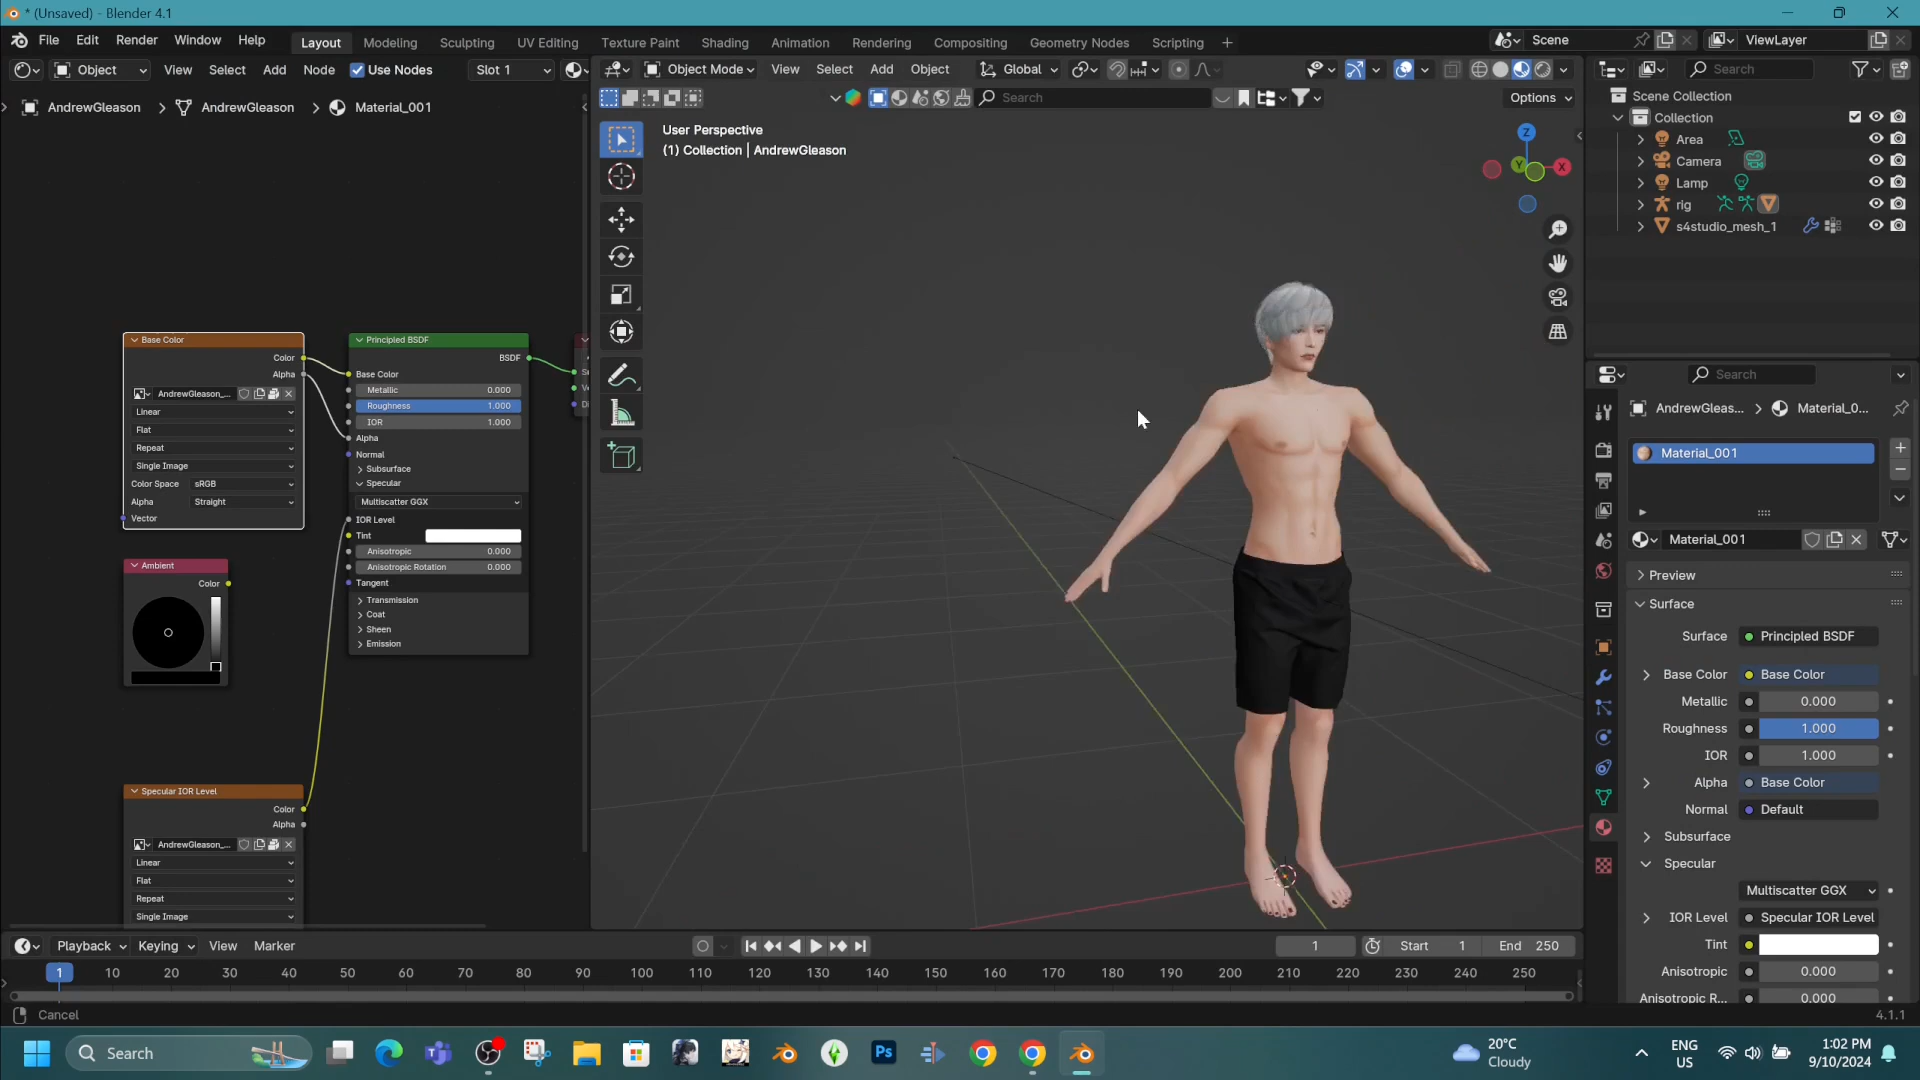 * (Unsaved) - Blender 4.1
File Edit Render Window Help Layout Modeling Sculpting UV Editing Texture Paint Shading Animation Rendering Compositing Geometry Nodes Scripting + Scene ViewLayer
Object View Select Add Node Use Nodes Slot 1 Object Mode View Select Add Object Global Search
AndrewGleason > AndrewGleason > Material_001 Search Options
User Perspective
(1) Collection | AndrewGleason
Z
Y
X
Scene Collection
Collection
Area
Camera
Lamp
rig
s4studio_mesh_1
Base Color
Color
Alpha
AndrewGleason_...
Linear
Flat
Repeat
Single Image
Color Space sRGB
Alpha Straight
Vector
Principled BSDF
BSDF
Base Color
Metallic 0.000
Roughness 1.000
IOR 1.000
Alpha
Normal
Subsurface
Specular
Multiscatter GGX
IOR Level
Tint
Anisotropic 0.000
Anisotropic Rotation 0.000
Tangent
Transmission
Coat
Sheen
Emission
Ambient
Color
Specular IOR Level
Color
Alpha
AndrewGleason_...
Linear
Flat
Repeat
Single Image
Search
AndrewGleas... > Material_0...
Material_001
Material_001
Preview
Surface
Surface Principled BSDF
Base Color Base Color
Metallic 0.000
Roughness 1.000
IOR 1.000
Alpha Base Color
Normal Default
Subsurface
Specular
Multiscatter GGX
IOR Level Specular IOR Level
Tint
Anisotropic 0.000
Anisotropic R... 0.000
Playback Keying View Marker 1 Start 1 End 250
1 10 20 30 40 50 60 70 80 90 100 110 120 130 140 150 160 170 180 190 200 210 220 230 240 250
Cancel 4.1.1
Search
Ps
20°C
Cloudy
ENG
US
1:02 PM
9/10/2024